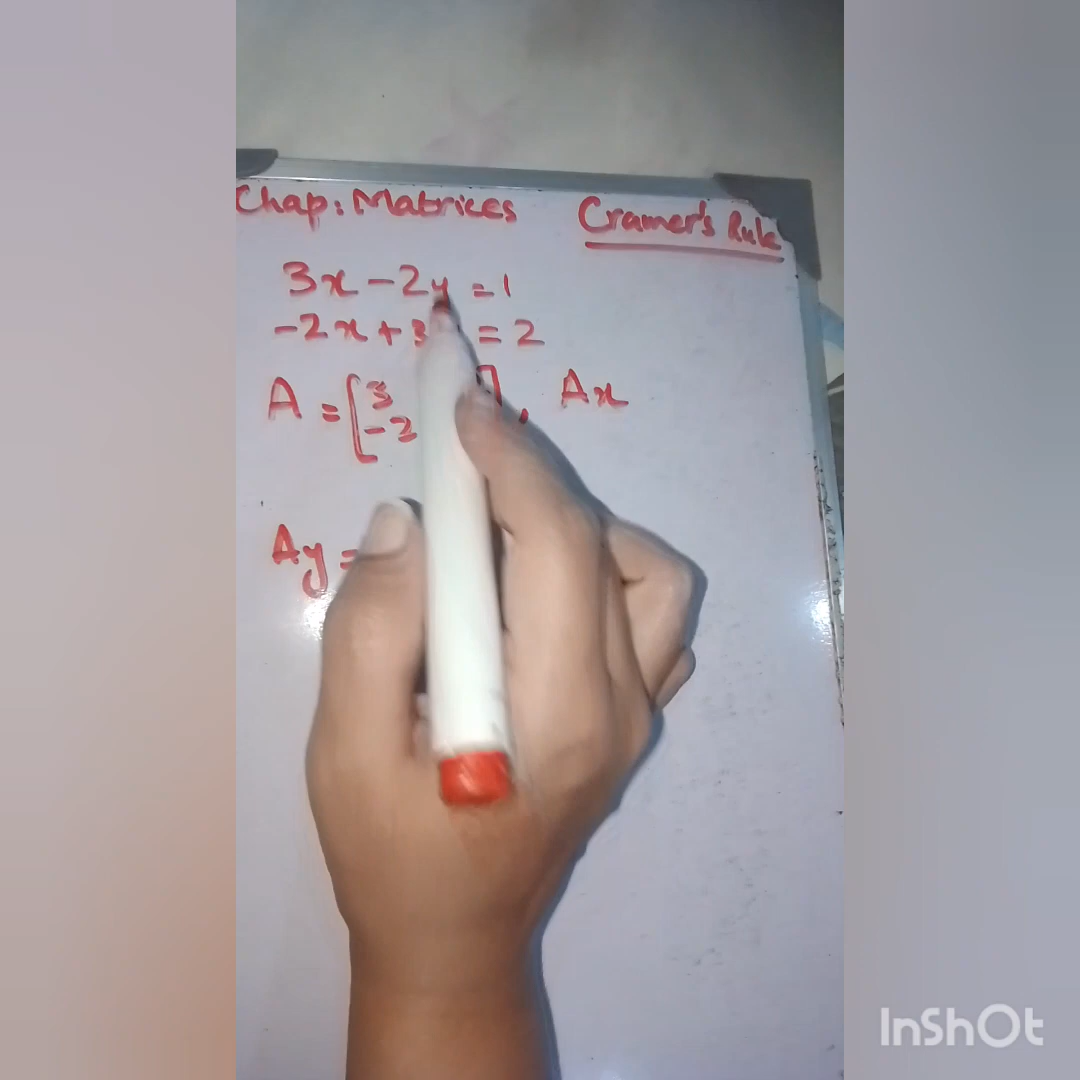 Chap: Matrices Cramer's Rule
3x - 2y = 1
-2x + 3 = 2
A = [3 ], Ax
-2
Ay =
InShOt